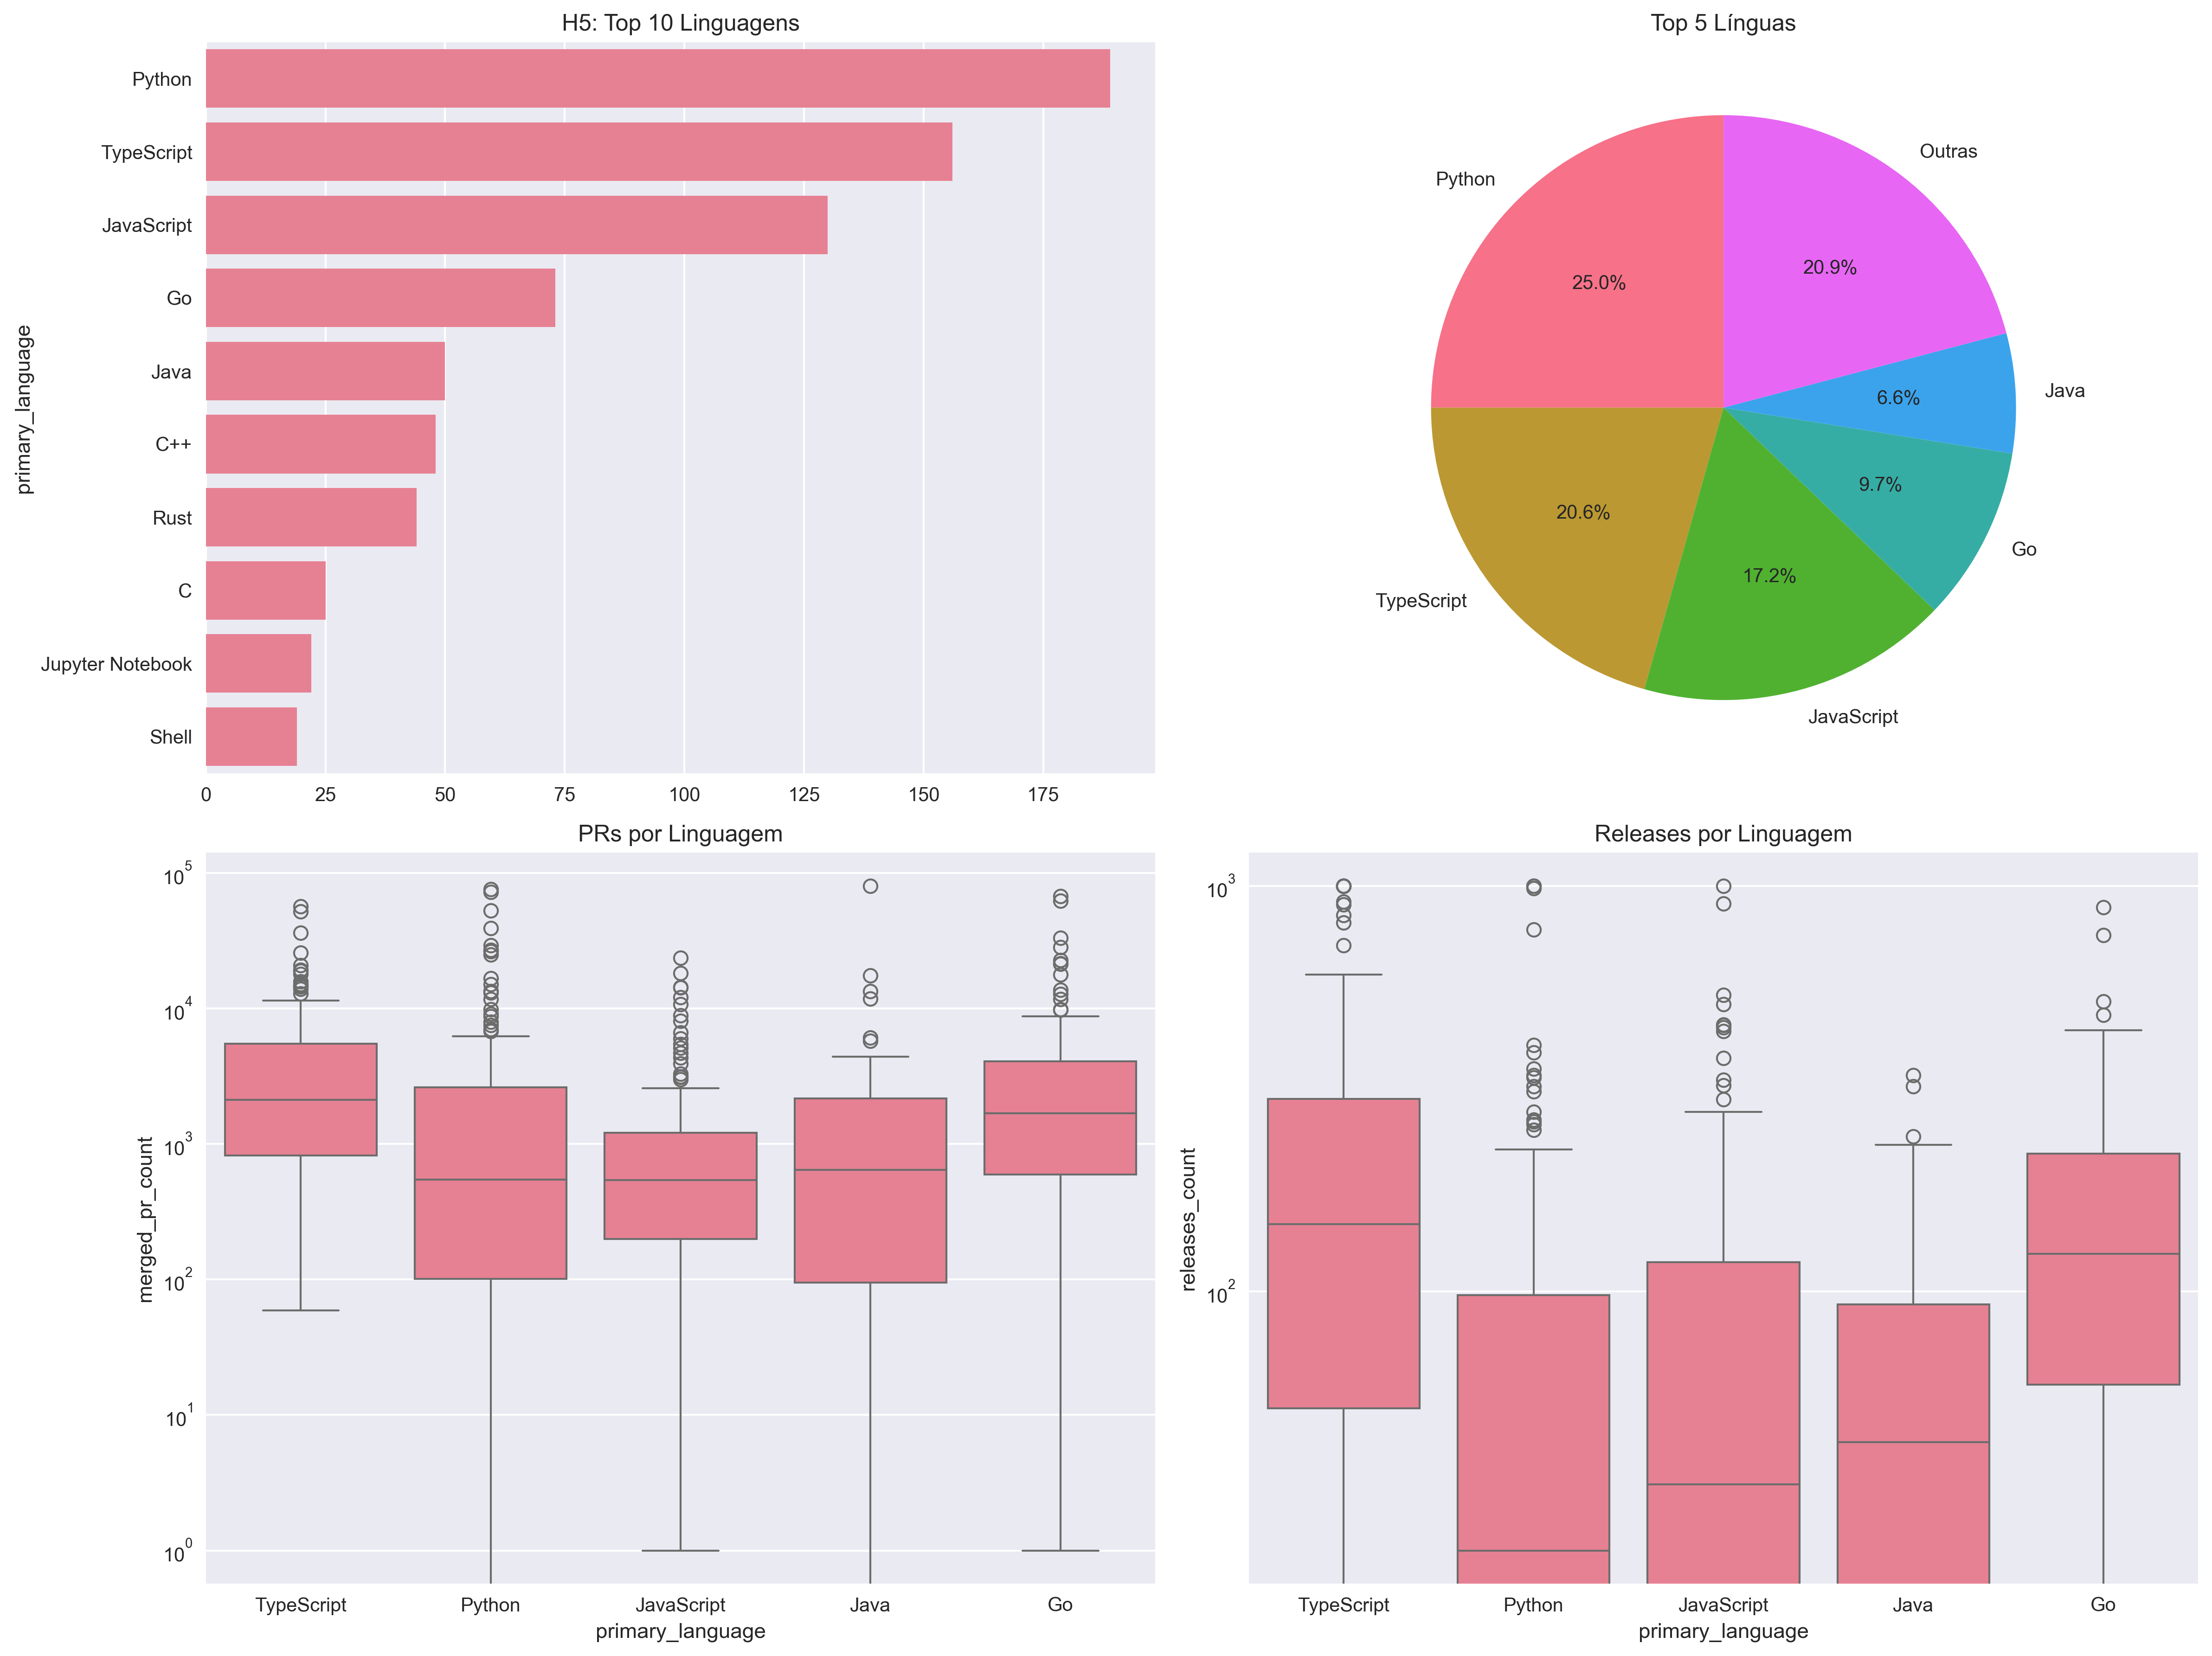 H5: Top 10 Linguagens
primary_language
Python
TypeScript
JavaScript
Go
Java
C++
Rust
C
Jupyter Notebook
Shell
0 25 50 75 100 125 150 175
Top 5 Línguas
Outras
Python
20.9%
25.0%
Java
6.6%
9.7%
20.6%
Go
17.2%
TypeScript
JavaScript
PRs por Linguagem
merged_pr_count
10^5
10^4
10^3
10^2
10^1
10^0
TypeScript Python JavaScript Java Go
primary_language
Releases por Linguagem
releases_count
10^3
10^2
TypeScript Python JavaScript Java Go
primary_language